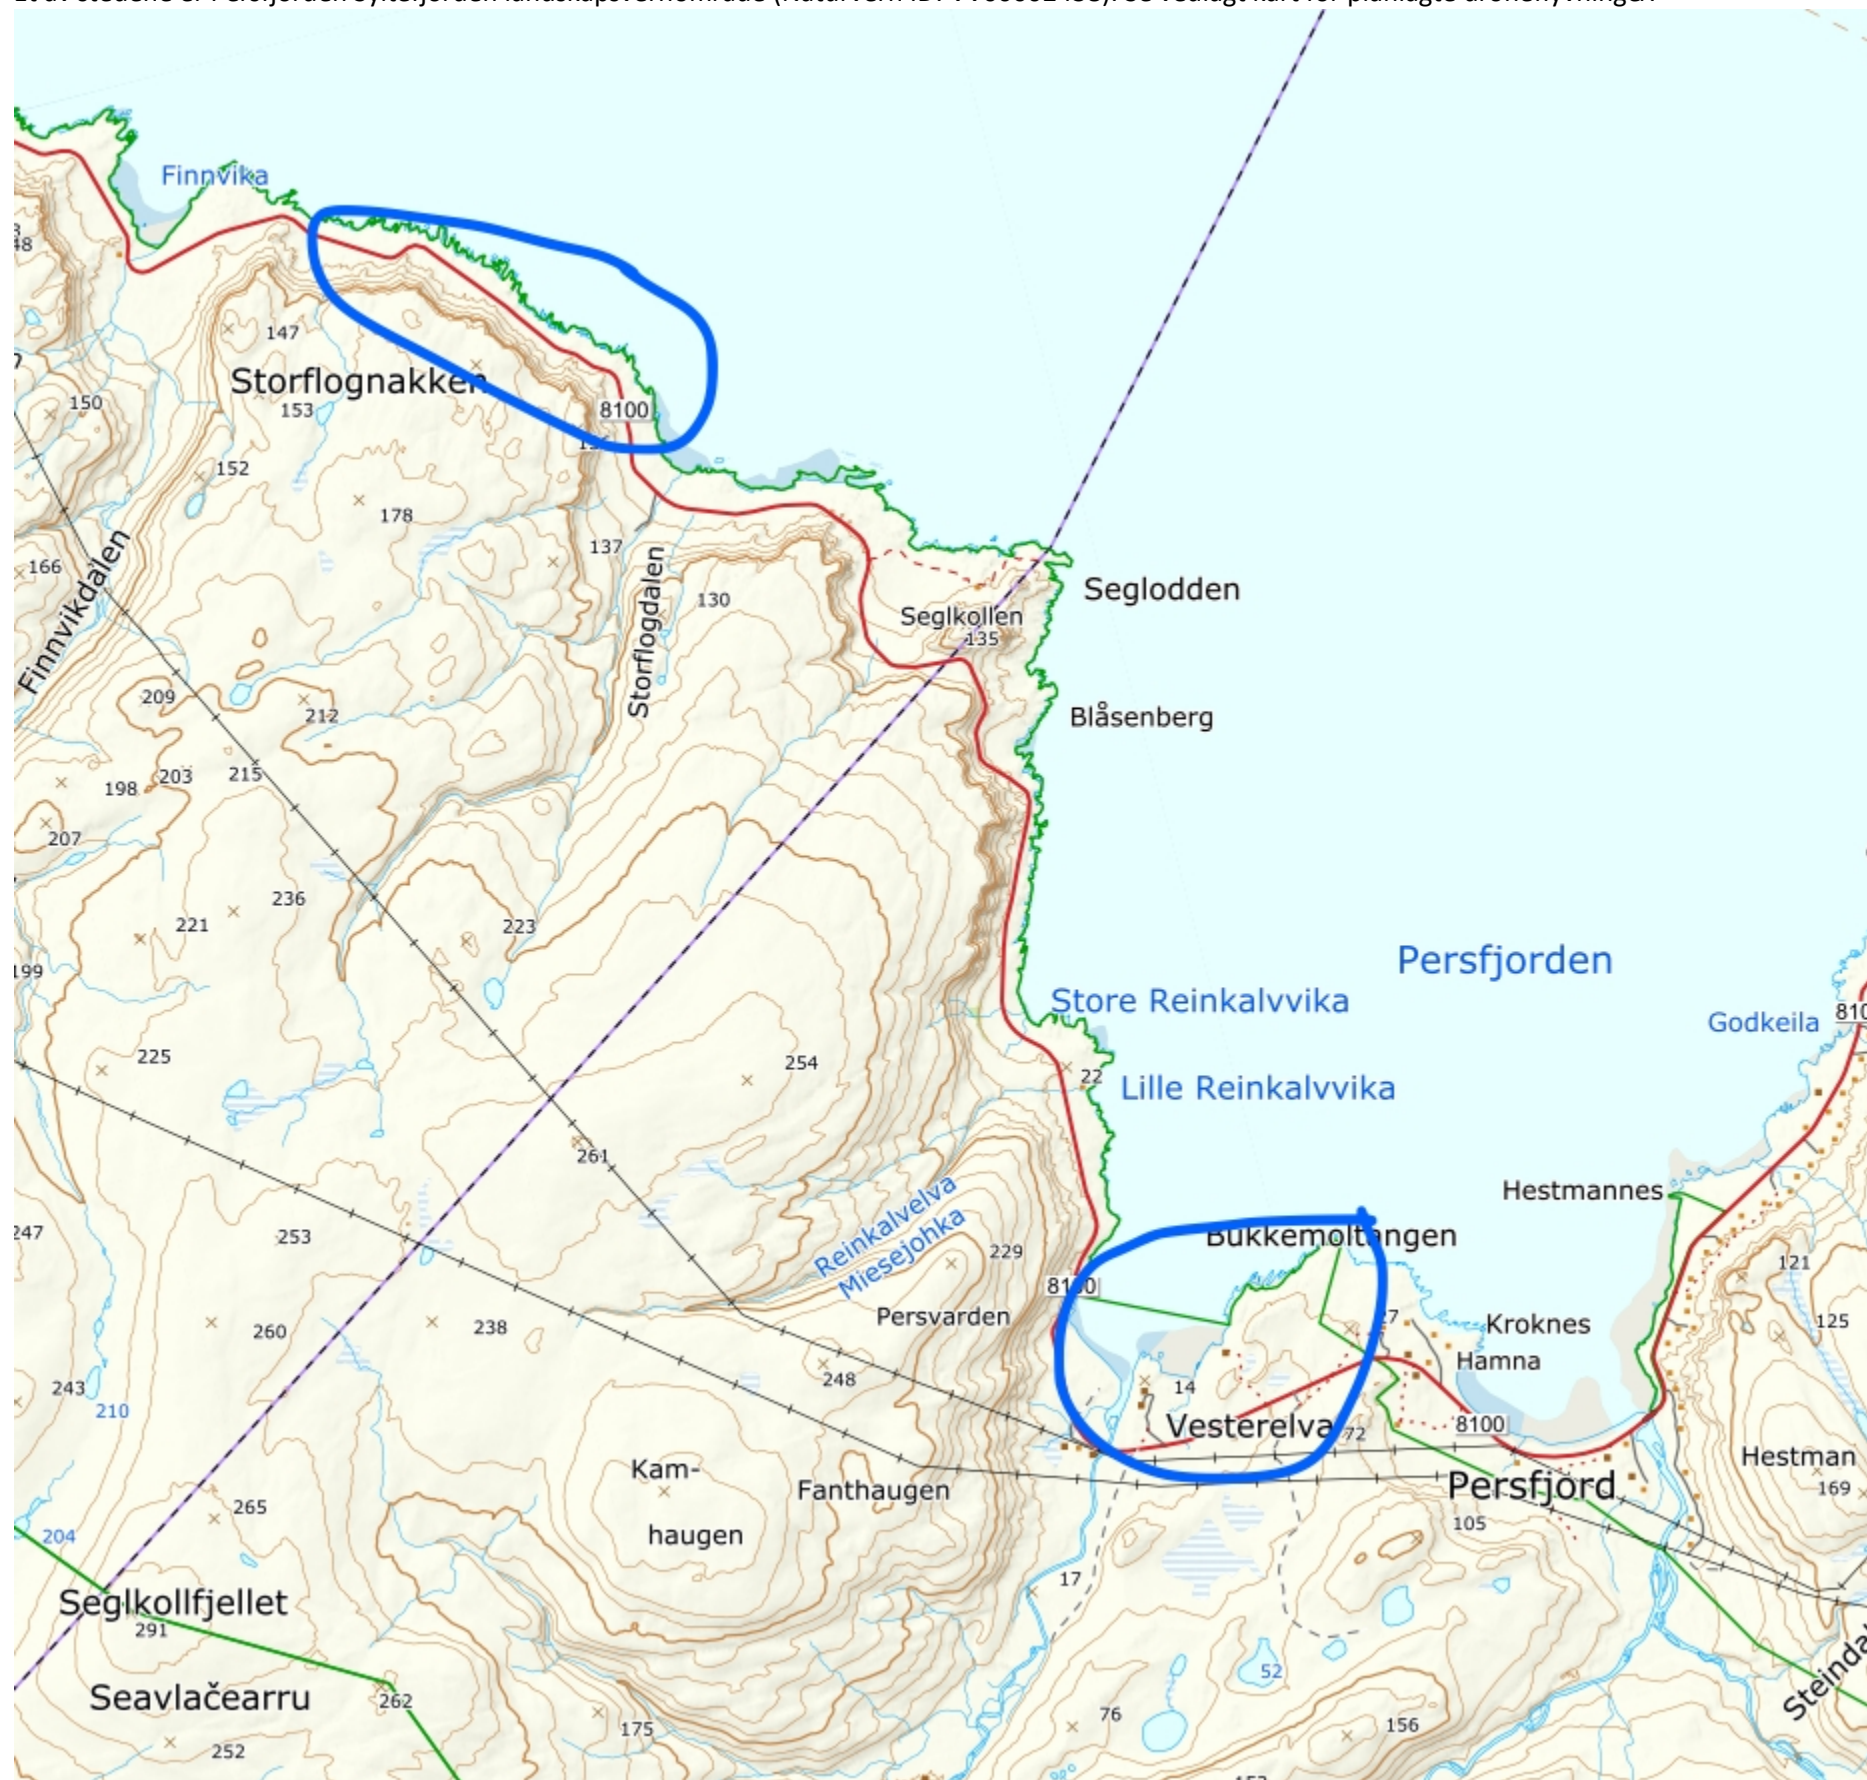 Finnvika
48
147
Storflognakken
153
150
8100
152
178
137
166
Finnvikdalen
Storflogdalen
130
Seglodden
Seglkollen
135
209
212
Blåsenberg
203
215
198
207
236
221
223
199
Persfjorden
Store Reinkalvvika
Godkeila
810
225
254
22
Lille Reinkalvvika
261
Hestmannes
247
253
Reinkalvelva
Miesejohka
229
Bukkemoltangen
121
8100
Persvarden
260
238
17
Kroknes
125
Hamna
243
248
14
210
Vesterelva
72
8100
Kam-
haugen
Fanthaugen
Persfjord
Hestman
169
265
105
204
17
Seglkollfjellet
291
52
Seavlačearru
262
175
76
156
252